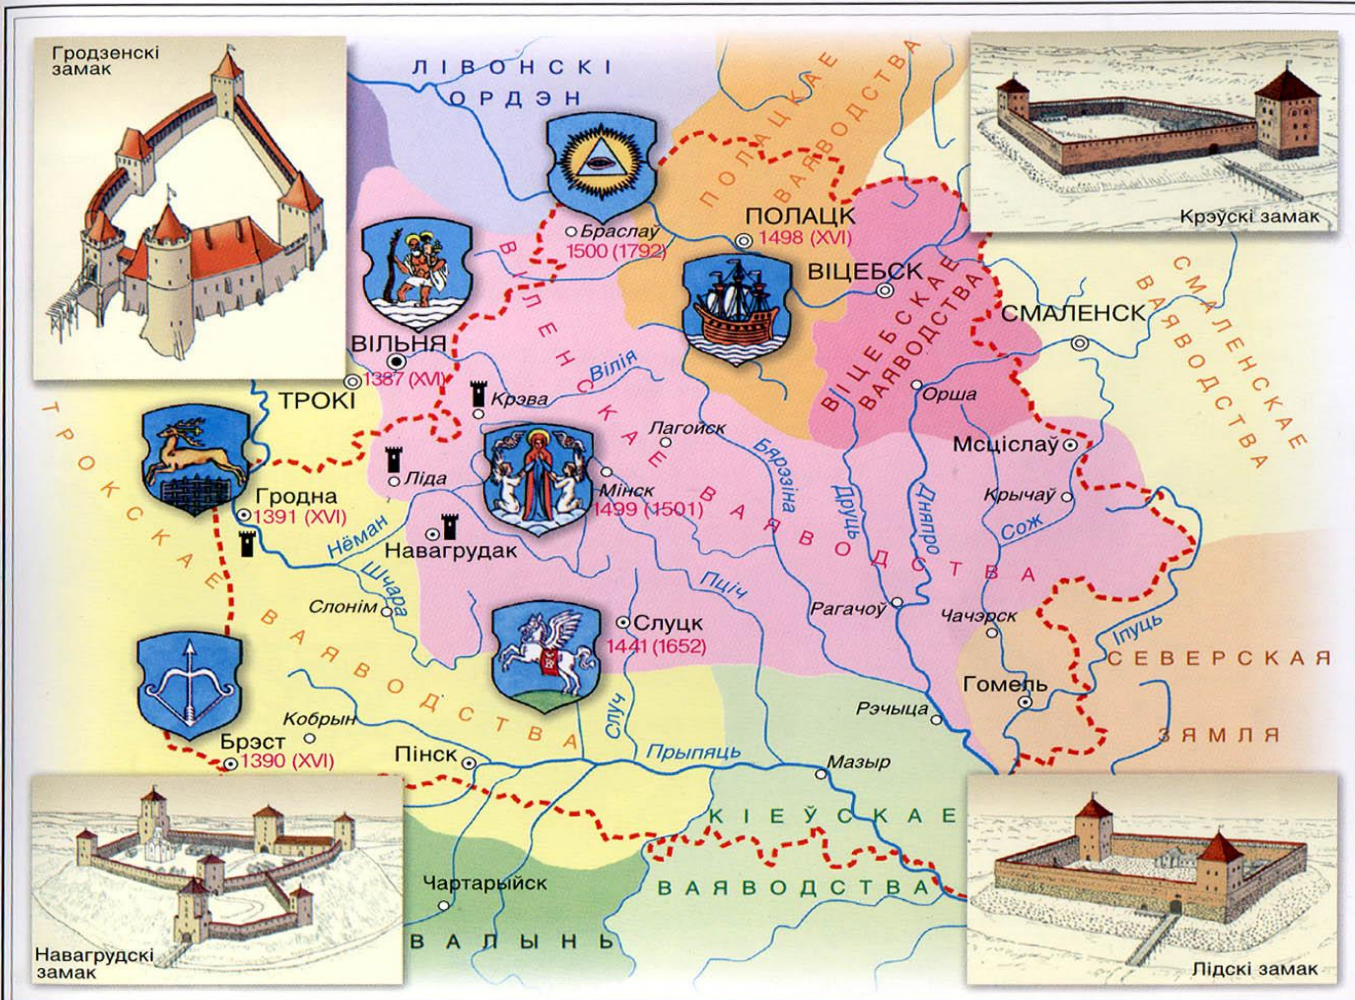 Гродзенскі
замак
ЛІВОНСКІ
ОРДЭН
ПОЛАЦКАЕ
ВАЯВОДСТВА
Крэўскі замак
Браслаў
1500 (1792)
ПОЛАЦК
1498 (XVI)
ВІЦЕБСК
ВІЦЕБСКАЕ
ВАЯВОДСТВА
СМАЛЕНСК
СМАЛЕНСКАЕ
ВАЯВОДСТВА
ВІЛЬНЯ
1387 (XVI)
ТРОКІ
ВІЛЕНСКАЕ ВАЯВОДСТВА
Вілія
Крэва
Лагойск
Орша
Мсціслаў
Ліда
Мінск
1499 (1501)
Бярэзіна
Друць
Дняпро
Крычаў
Сож
Гродна
1391 (XVI)
Нёман
Навагрудак
ТРОКСКАЕ ВАЯВОДСТВА
Шчара
Слонім
Пціч
Рагачоў
Чачэрск
Іпуць
Слуцк
1441 (1652)
Случ
СЕВЕРСКАЯ
ЗЯМЛЯ
Гомель
Рэчыца
Кобрын
Брэст
1390 (XVI)
Пінск
Прыпяць
Мазыр
КІЕЎСКАЕ
ВАЯВОДСТВА
Чартарыйск
ВАЛЫНЬ
Навагрудскі
замак
Лідскі замак